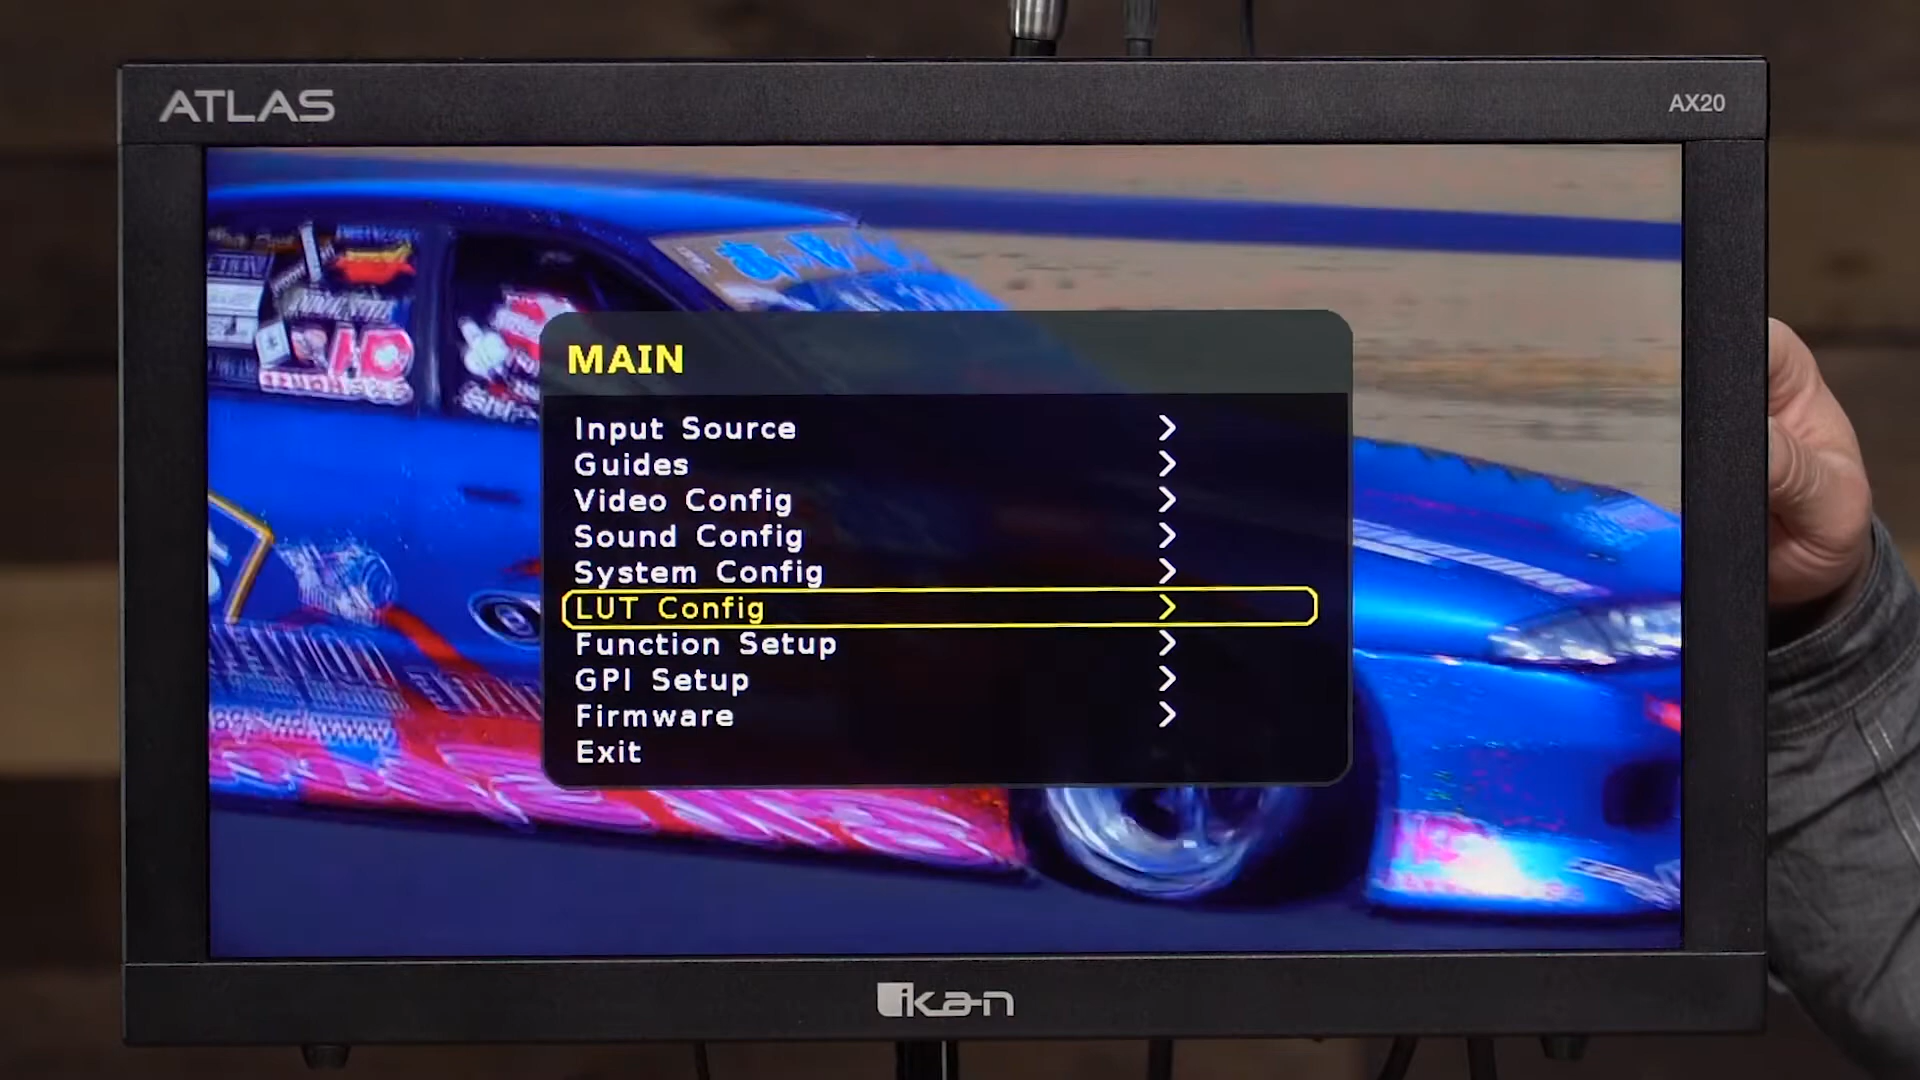 ATLAS
AX20
MAIN
Input Source
Guides
Video Config
Sound Config
System Config
LUT Config
Function Setup
GPI Setup
Firmware
Exit
ikan